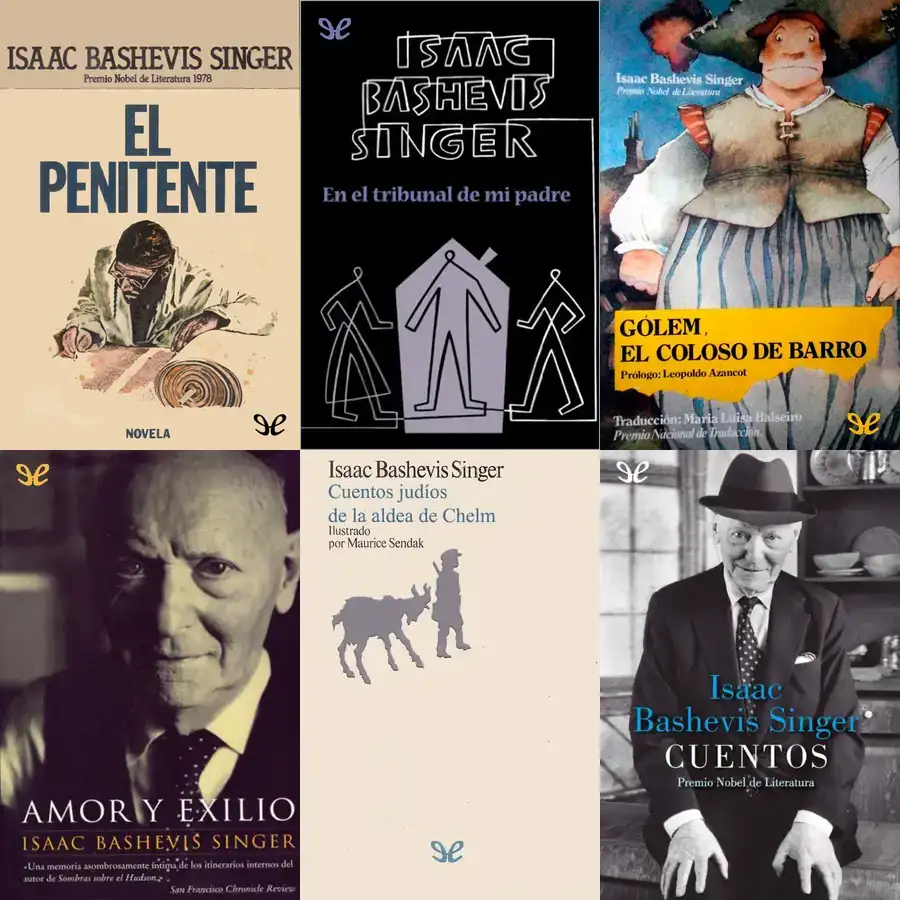 ISAAC BASHEVIS SINGER
Premio Nobel de Literatura 1978
EL
PENITENTE
NOVELA
ISAAC
BASHEVIS
SINGER
En el tribunal de mi padre
Isaac Bashevis Singer
Premio Nobel de Literatura
GÓLEM,
EL COLOSO DE BARRO
Prólogo: Leopoldo Azancot
Traducción: María Luisa Balseiro
Premio Nacional de Traducción
AMOR Y EXILIO
ISAAC BASHEVIS SINGER
«Una memoria asombrosamente íntima de los itinerarios internos del
autor de Sombras sobre el Hudson.»
San Francisco Chronicle Review
Isaac Bashevis Singer
Cuentos judíos
de la aldea de Chelm
Ilustrado
por Maurice Sendak
Isaac
Bashevis Singer
CUENTOS
Premio Nobel de Literatura